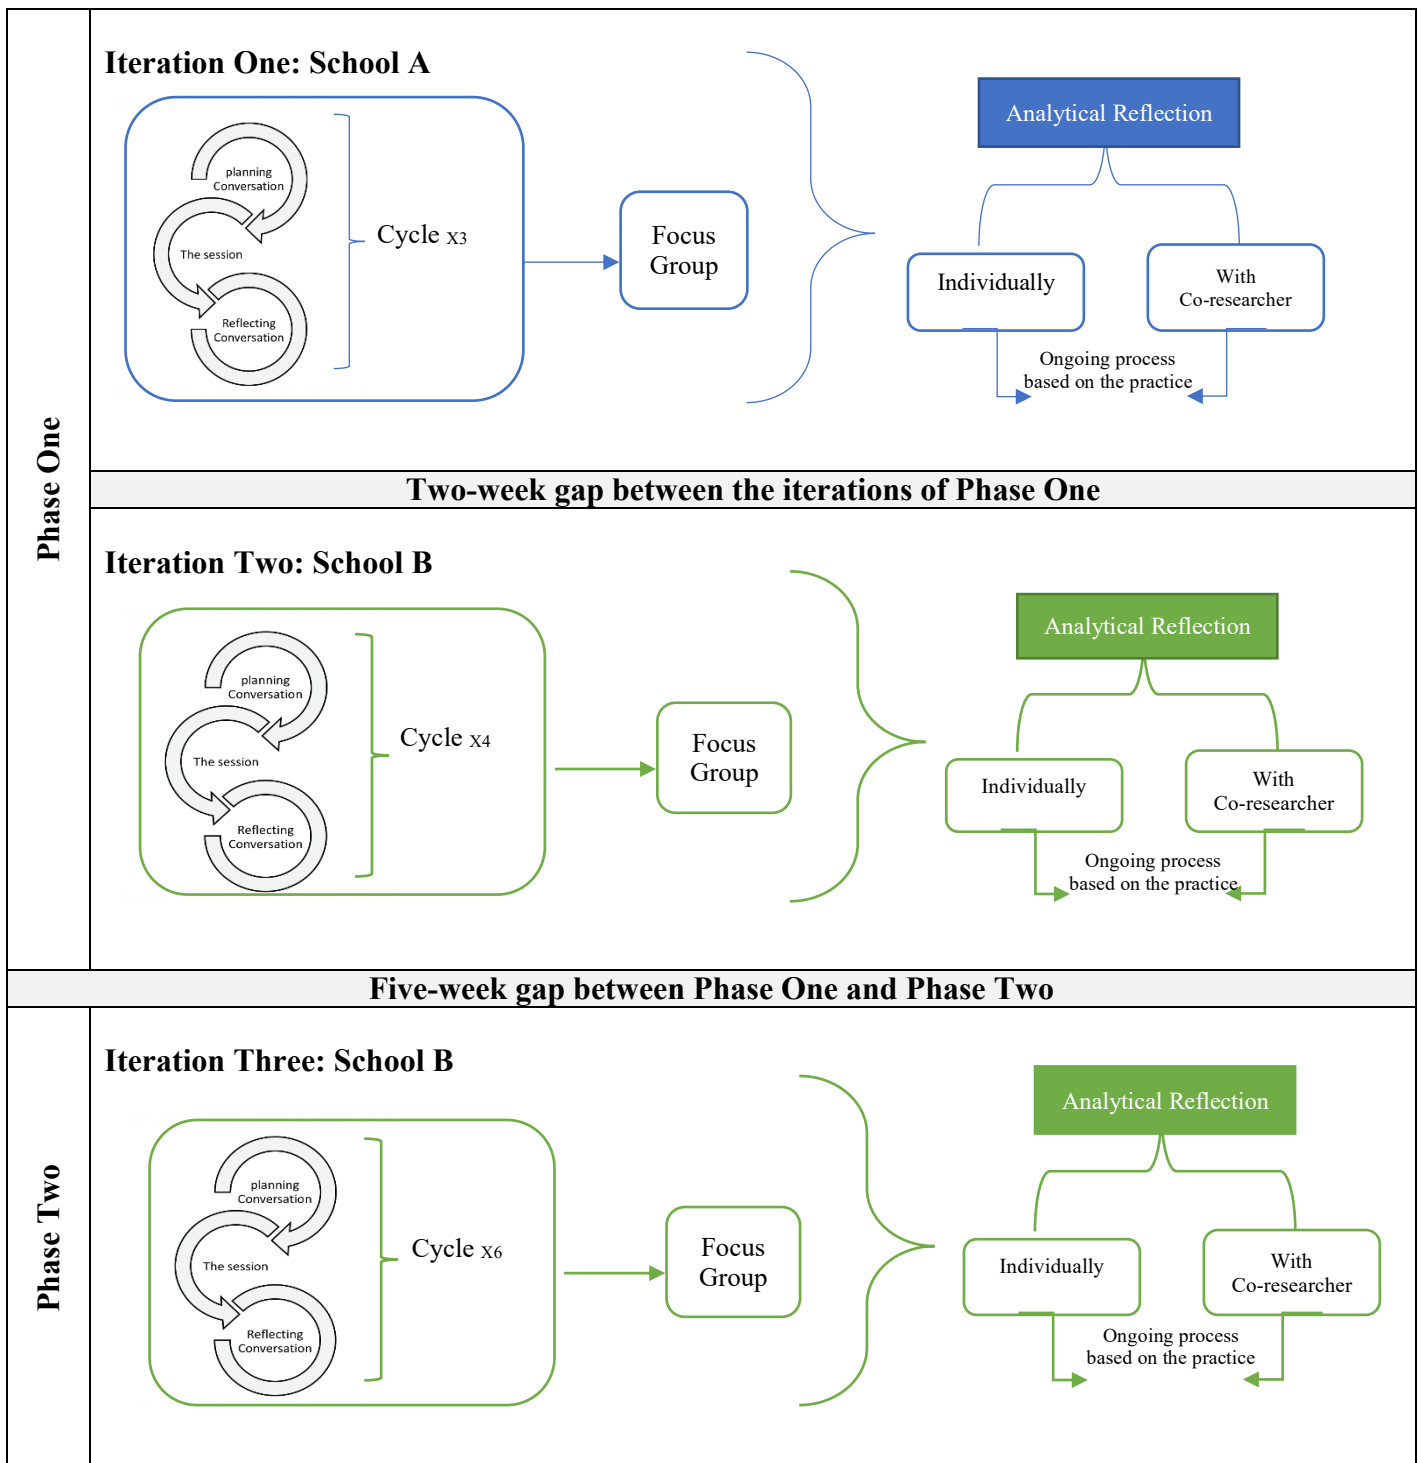 Phase One
Iteration One: School A
planning
Conversation
The session
Reflecting
Conversation
Cycle X3
Focus
Group
Analytical Reflection
Individually
With
Co-researcher
Ongoing process
based on the practice
Two-week gap between the iterations of Phase One
Iteration Two: School B
planning
Conversation
The session
Reflecting
Conversation
Cycle X4
Focus
Group
Analytical Reflection
Individually
With
Co-researcher
Ongoing process
based on the practice
Five-week gap between Phase One and Phase Two
Phase Two
Iteration Three: School B
planning
Conversation
The session
Reflecting
Conversation
Cycle X6
Focus
Group
Analytical Reflection
Individually
With
Co-researcher
Ongoing process
based on the practice